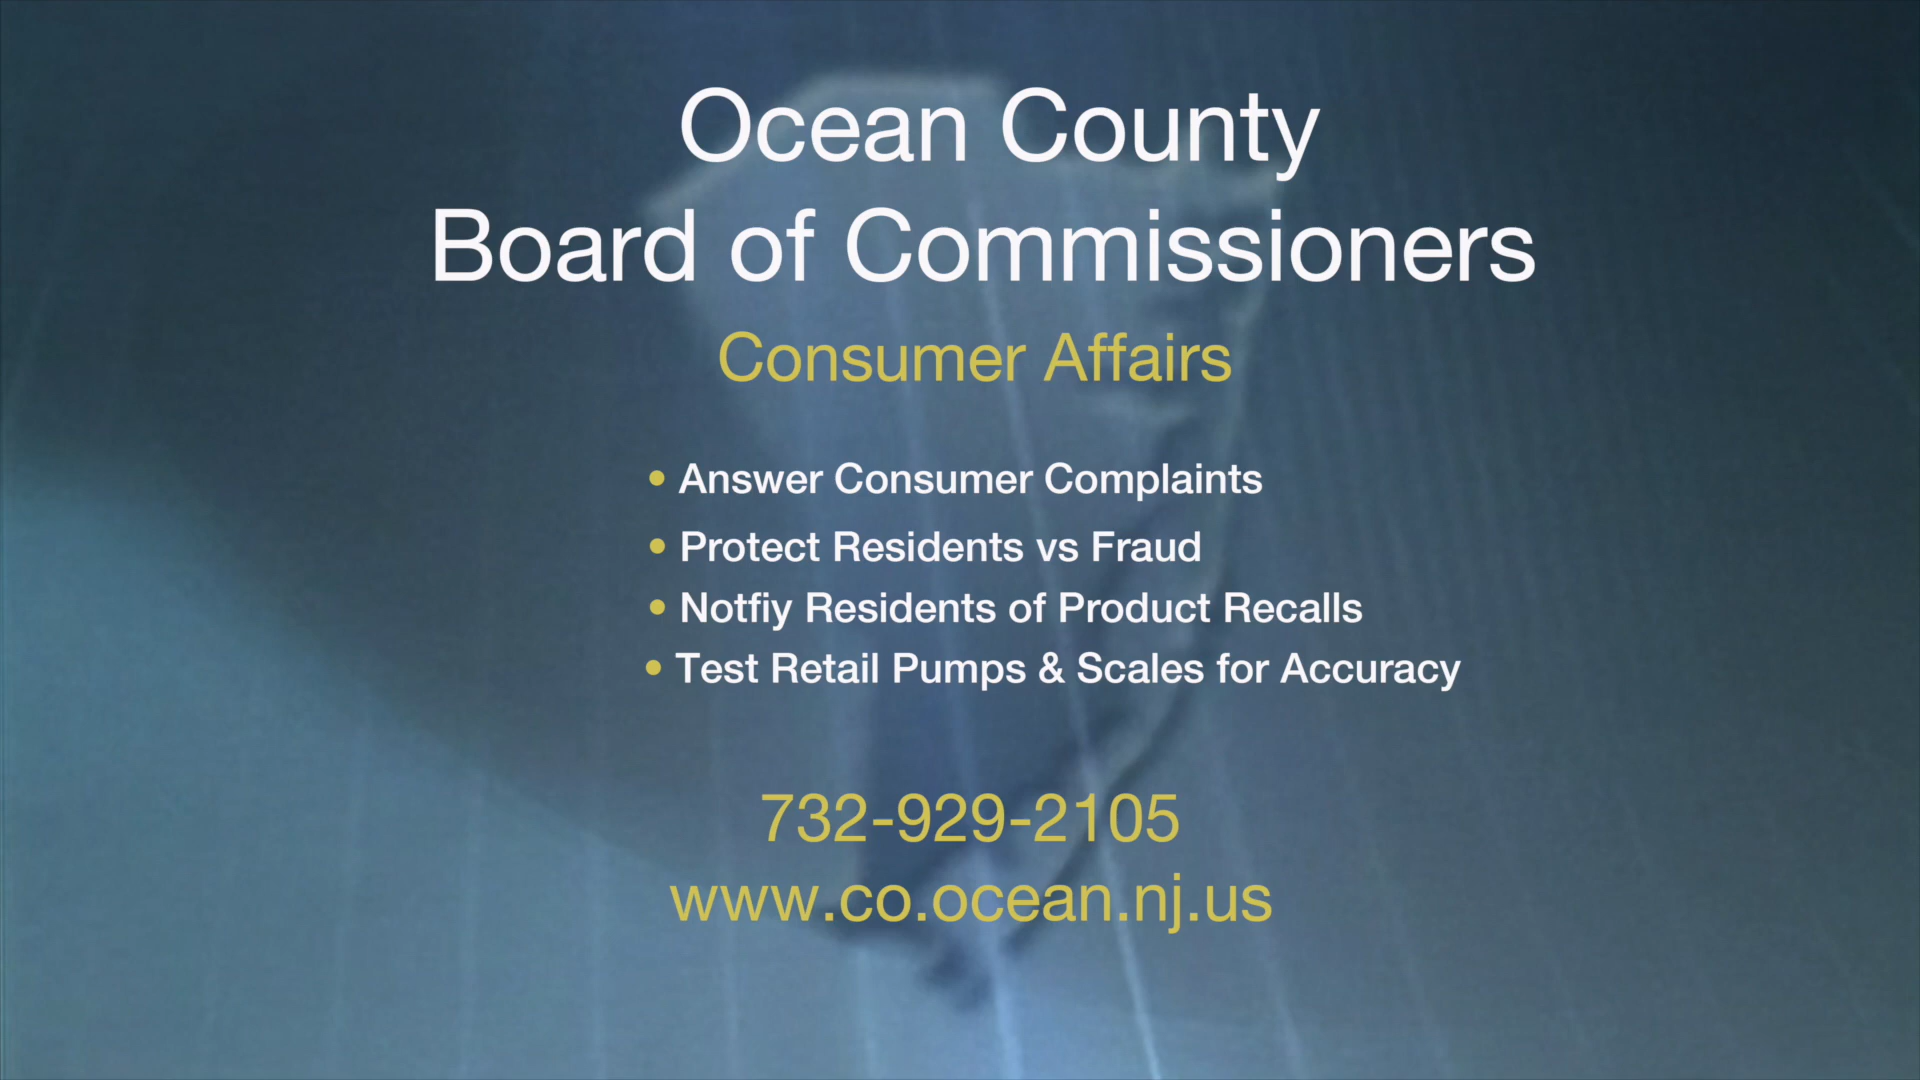 Ocean County
Board of Commissioners
Consumer Affairs
• Answer Consumer Complaints
• Protect Residents vs Fraud
• Notfiy Residents of Product Recalls
• Test Retail Pumps & Scales for Accuracy
732-929-2105
www.co.ocean.nj.us